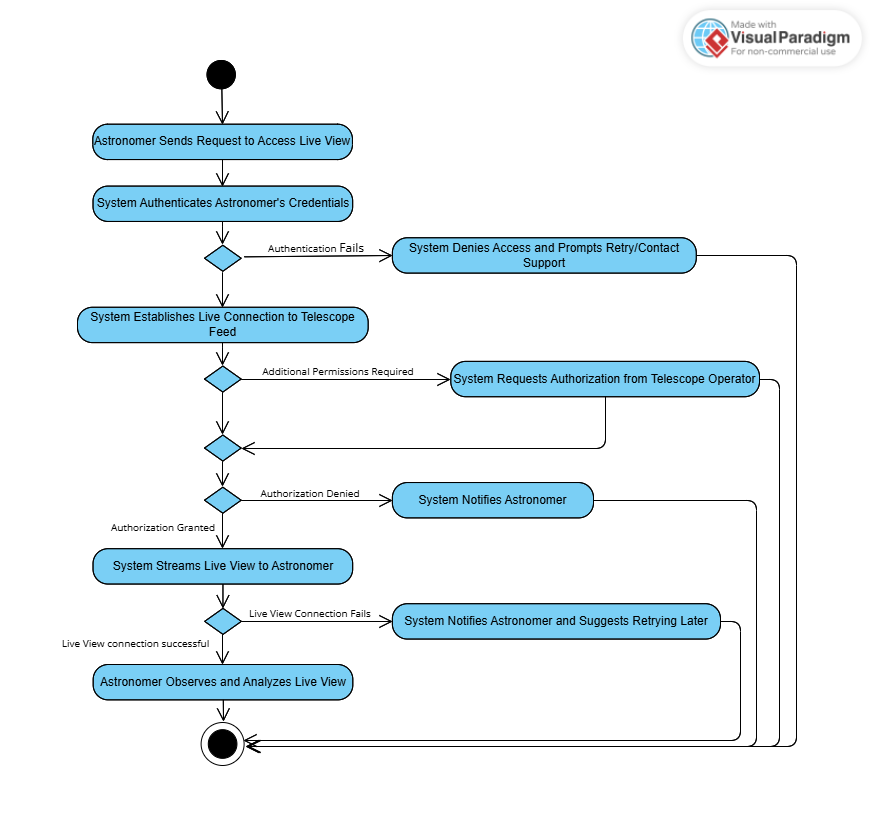 Made with
Visual Paradigm
For non-commercial use
Astronomer Sends Request to Access Live View
System Authenticates Astronomer's Credentials
Authentication Fails
System Denies Access and Prompts Retry/Contact
Support
System Establishes Live Connection to Telescope
Feed
Additional Permissions Required
System Requests Authorization from Telescope Operator
Authorization Denied
System Notifies Astronomer
Authorization Granted
System Streams Live View to Astronomer
Live View Connection Fails
System Notifies Astronomer and Suggests Retrying Later
Live View connection successful
Astronomer Observes and Analyzes Live View